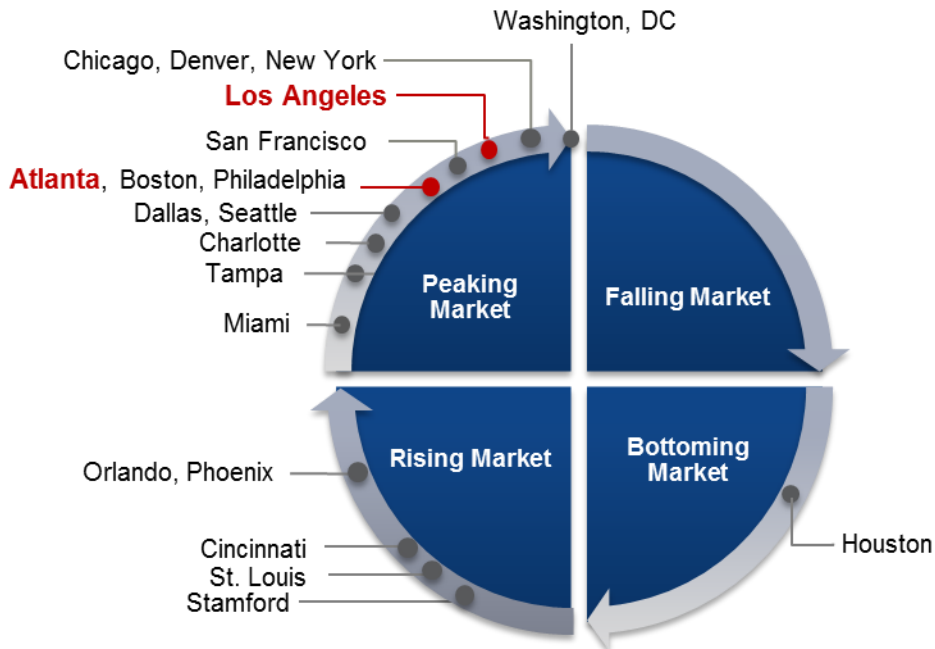 Washington, DC
Chicago, Denver, New York
Los Angeles
San Francisco
Atlanta, Boston, Philadelphia
Dallas, Seattle
Charlotte
Tampa
Miami
Peaking
Market
Falling Market
Rising Market
Bottoming
Market
Orlando, Phoenix
Cincinnati
St. Louis
Stamford
Houston